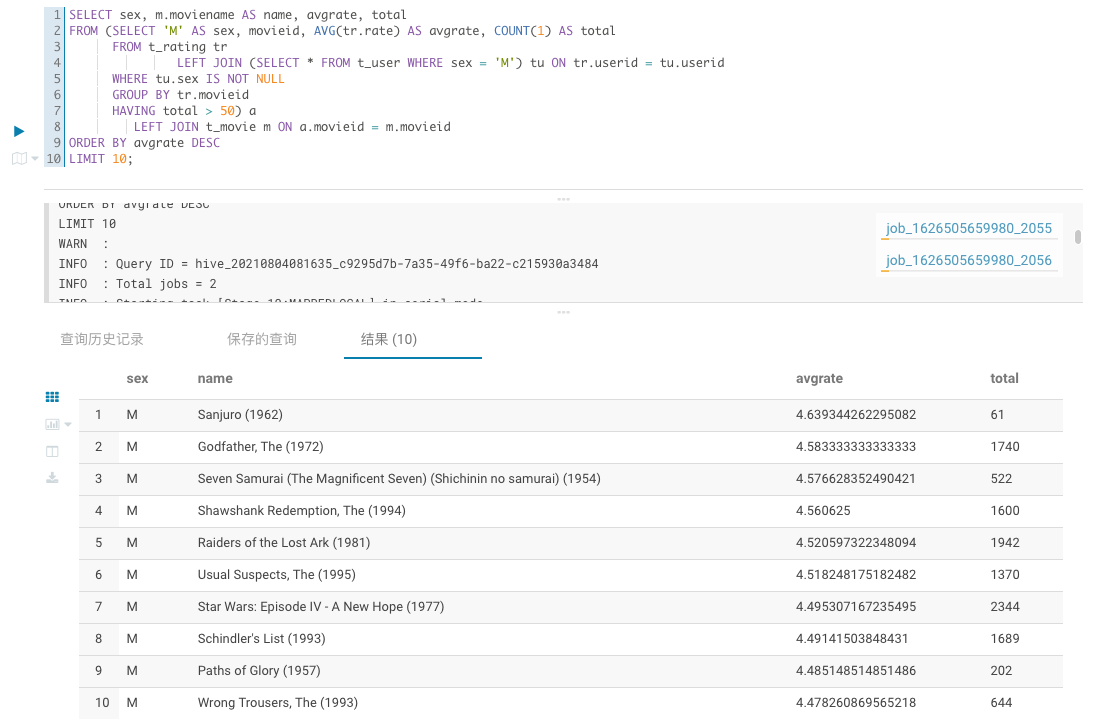 1 SELECT sex, m.moviename AS name, avgrate, total
2 FROM (SELECT 'M' AS sex, movieid, AVG(tr.rate) AS avgrate, COUNT(1) AS total
3 FROM t_rating tr
4 LEFT JOIN (SELECT * FROM t_user WHERE sex = 'M') tu ON tr.userid = tu.userid
5 WHERE tu.sex IS NOT NULL
6 GROUP BY tr.movieid
7 HAVING total > 50) a
8 LEFT JOIN t_movie m ON a.movieid = m.movieid
9 ORDER BY avgrate DESC
10 LIMIT 10;
ORDER BY avgrate DESC
LIMIT 10
WARN :
INFO : Query ID = hive_20210804081635_c9295d7b-7a35-49f6-ba22-c215930a3484
INFO : Total jobs = 2
INFO : Starting task [Stage-10:MAPREDLOCAL] in serial mode
job_1626505659980_2055
job_1626505659980_2056
查询历史记录 保存的查询 结果 (10)
sex name avgrate total
1 M Sanjuro (1962) 4.639344262295082 61
2 M Godfather, The (1972) 4.583333333333333 1740
3 M Seven Samurai (The Magnificent Seven) (Shichinin no samurai) (1954) 4.576628352490421 522
4 M Shawshank Redemption, The (1994) 4.560625 1600
5 M Raiders of the Lost Ark (1981) 4.520597322348094 1942
6 M Usual Suspects, The (1995) 4.518248175182482 1370
7 M Star Wars: Episode IV - A New Hope (1977) 4.495307167235495 2344
8 M Schindler's List (1993) 4.49141503848431 1689
9 M Paths of Glory (1957) 4.485148514851486 202
10 M Wrong Trousers, The (1993) 4.478260869565218 644